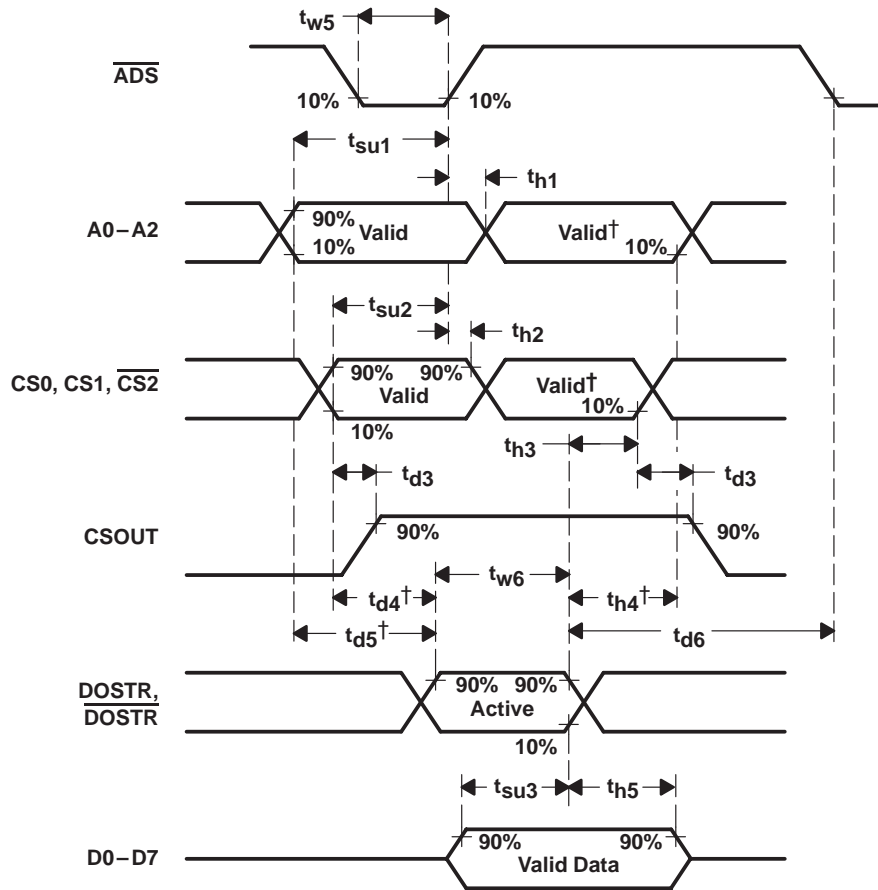 tw5
ADS
10%
10%
tsu1
th1
A0–A2
90%
Valid
10%
Valid†
10%
tsu2
th2
CS0, CS1, CS2
90%
90%
Valid
10%
Valid†
10%
th3
td3
td3
CSOUT
90%
90%
tw6
td4†
th4†
td5†
td6
DOSTR,
DOSTR
90%
90%
Active
10%
tsu3
th5
D0–D7
90%
90%
Valid Data